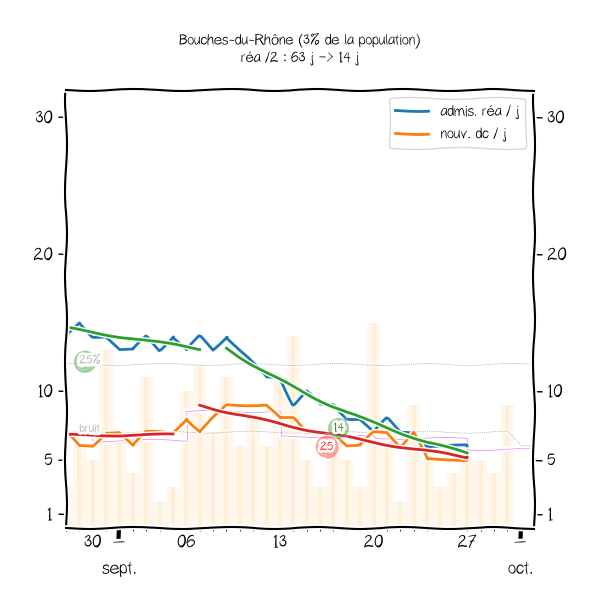 Bouches-du-Rhône (3% de la population)
réa /2 : 63 j -> 14 j
admis. réa / j
nouv. dc / j
30
30
20
20
25%
10
10
bruit
14
25
5
5
1
1
30
06
13
20
27
sept.
oct.